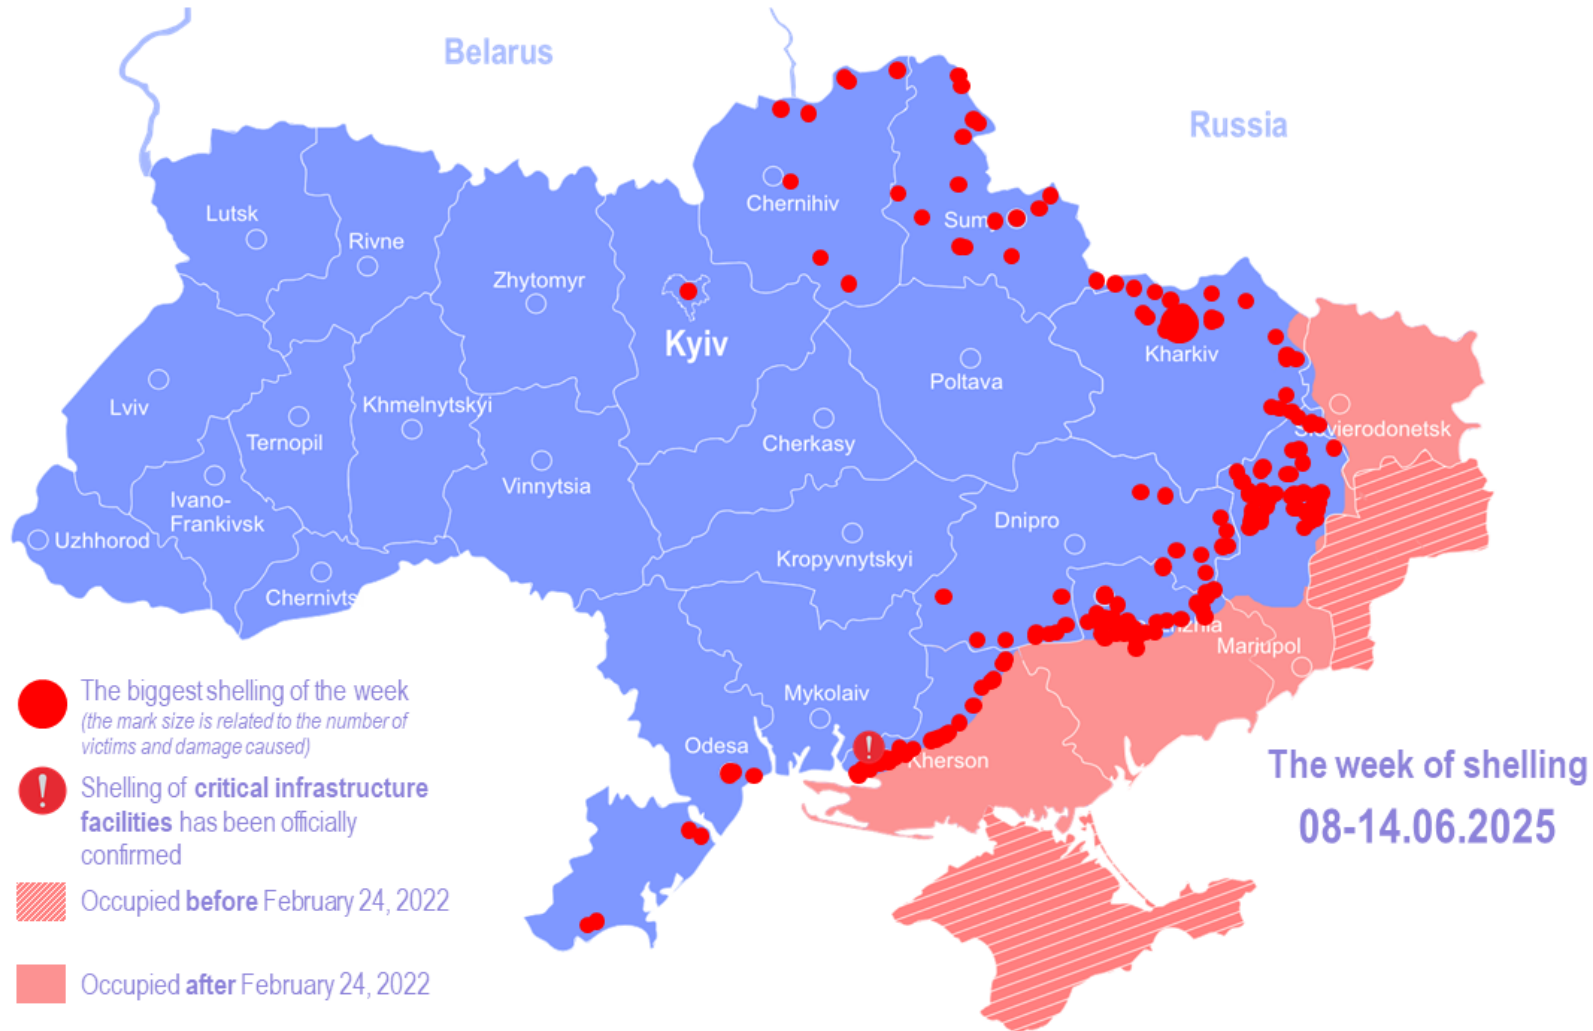 Belarus
Russia
Lutsk
Rivne
Zhytomyr
Kyiv
Chernihiv
Kharkiv
Poltava
Lviv
Ternopil
Khmelnytskyi
Cherkasy
Vinnytsia
Ivano-
Frankivsk
Uzhhorod
Chernivts
Kropyvnytskyi
Dnipro
Mariupol
Mykolaiv
Odesa
Kherson
The biggest shelling of the week
(the mark size is related to the number of
victims and damage caused)
Shelling of critical infrastructure
facilities has been officially
confirmed
Occupied before February 24, 2022
Occupied after February 24, 2022
The week of shelling
08-14.06.2025